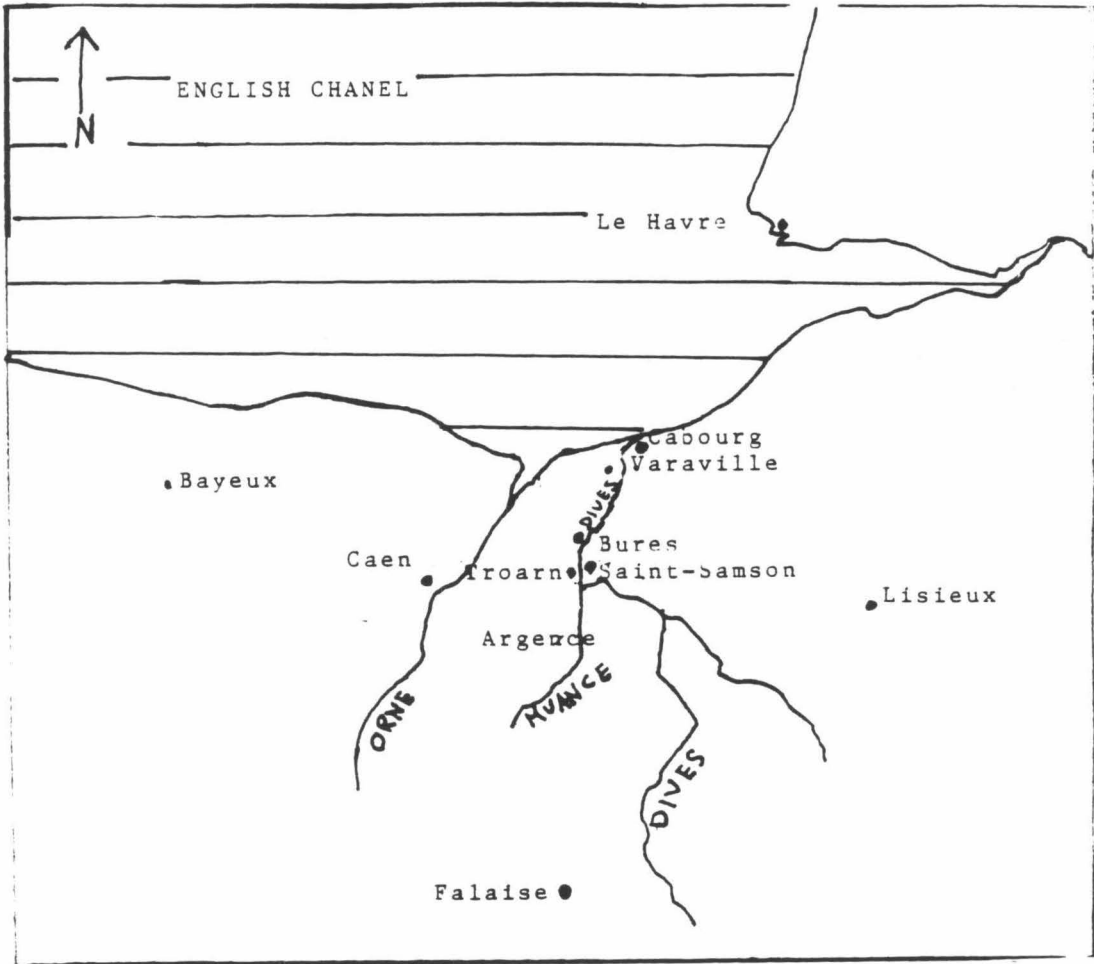 N
ENGLISH CHANEL
Le Havre
Cabourg
Varaville
Bayeux
DIVES
Bures
Caen
Troarn
Saint-Samson
Lisieux
Argence
MUANCE
ORNE
DIVES
Falaise